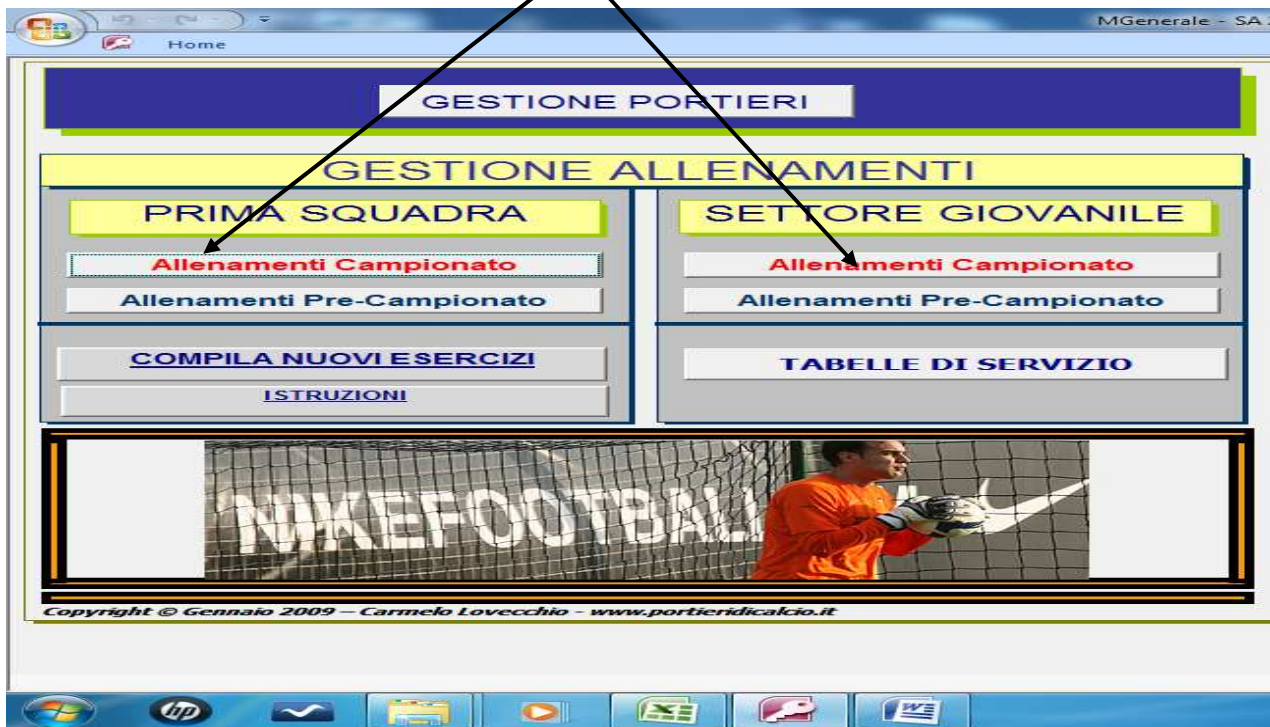 MGenerale - SA
Home
GESTIONE PORTIERI
GESTIONE ALLENAMENTI
PRIMA SQUADRA
Allenamenti Campionato
Allenamenti Pre-Campionato
COMPILA NUOVI ESERCIZI
ISTRUZIONI
SETTORE GIOVANILE
Allenamenti Campionato
Allenamenti Pre-Campionato
TABELLE DI SERVIZIO
NIKEFOOTBALL
Copyright © Gennaio 2009 – Carmelo Lovecchio - www.portieridicalcio.it
hp